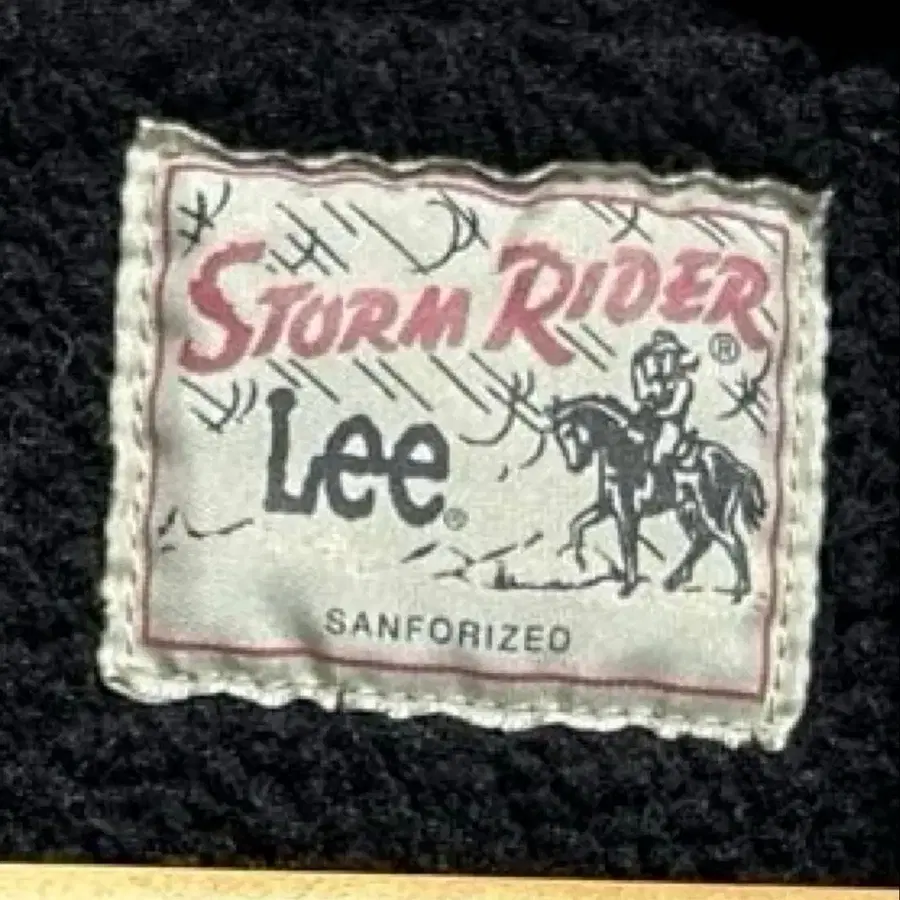 STORM RIDER ®
Lee ®
SANFORIZED